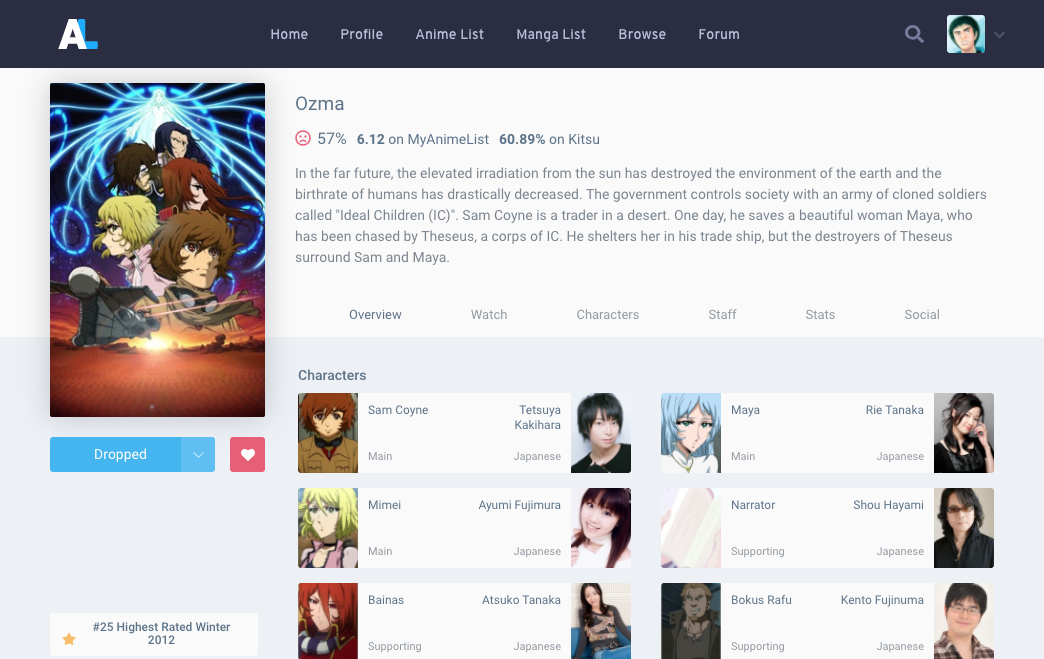 AL
Home Profile Anime List Manga List Browse Forum
Ozma
57% 6.12 on MyAnimeList 60.89% on Kitsu
In the far future, the elevated irradiation from the sun has destroyed the environment of the earth and the
birthrate of humans has drastically decreased. The government controls society with an army of cloned soldiers
called "Ideal Children (IC)". Sam Coyne is a trader in a desert. One day, he saves a beautiful woman Maya, who
has been chased by Theseus, a corps of IC. He shelters her in his trade ship, but the destroyers of Theseus
surround Sam and Maya.
Overview Watch Characters Staff Stats Social
Dropped
#25 Highest Rated Winter
2012
Characters
Sam Coyne
Main
Tetsuya
Kakihara
Japanese
Maya
Main
Rie Tanaka
Japanese
Mimei
Main
Ayumi Fujimura
Japanese
Narrator
Supporting
Shou Hayami
Japanese
Bainas
Supporting
Atsuko Tanaka
Japanese
Bokus Rafu
Supporting
Kento Fujinuma
Japanese